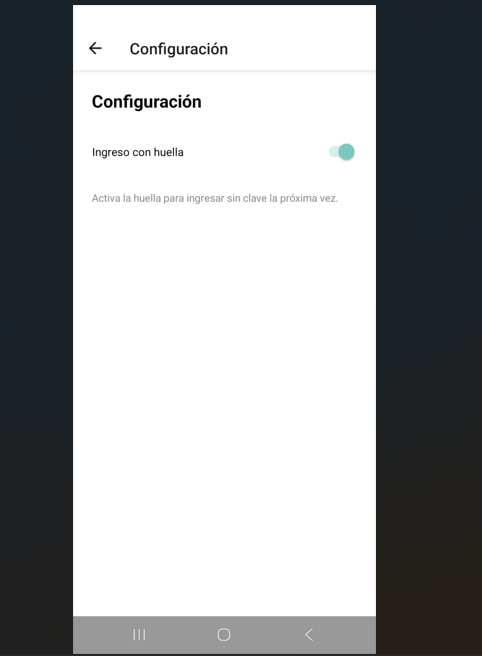 Configuración
Configuración
Ingreso con huella
Activa la huella para ingresar sin clave la próxima vez.